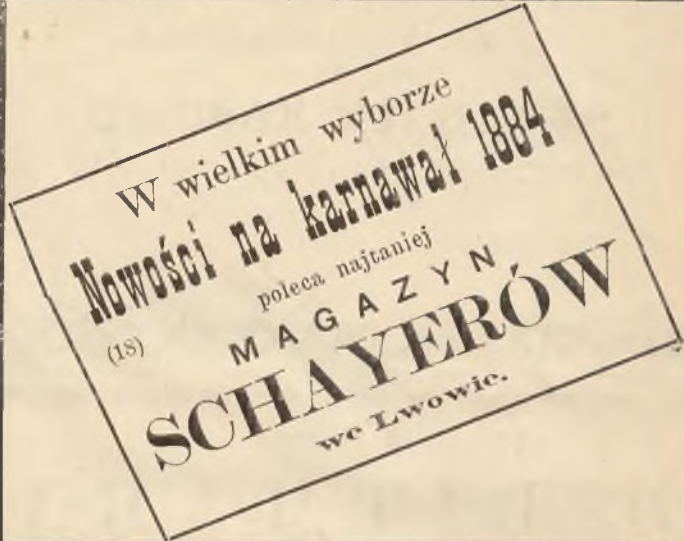 W wielkim wyborze
Nowości na karnawał 1884
poleca najtaniej
(18)
MAGAZYN
SCHAYERÓW
we Lwowie.